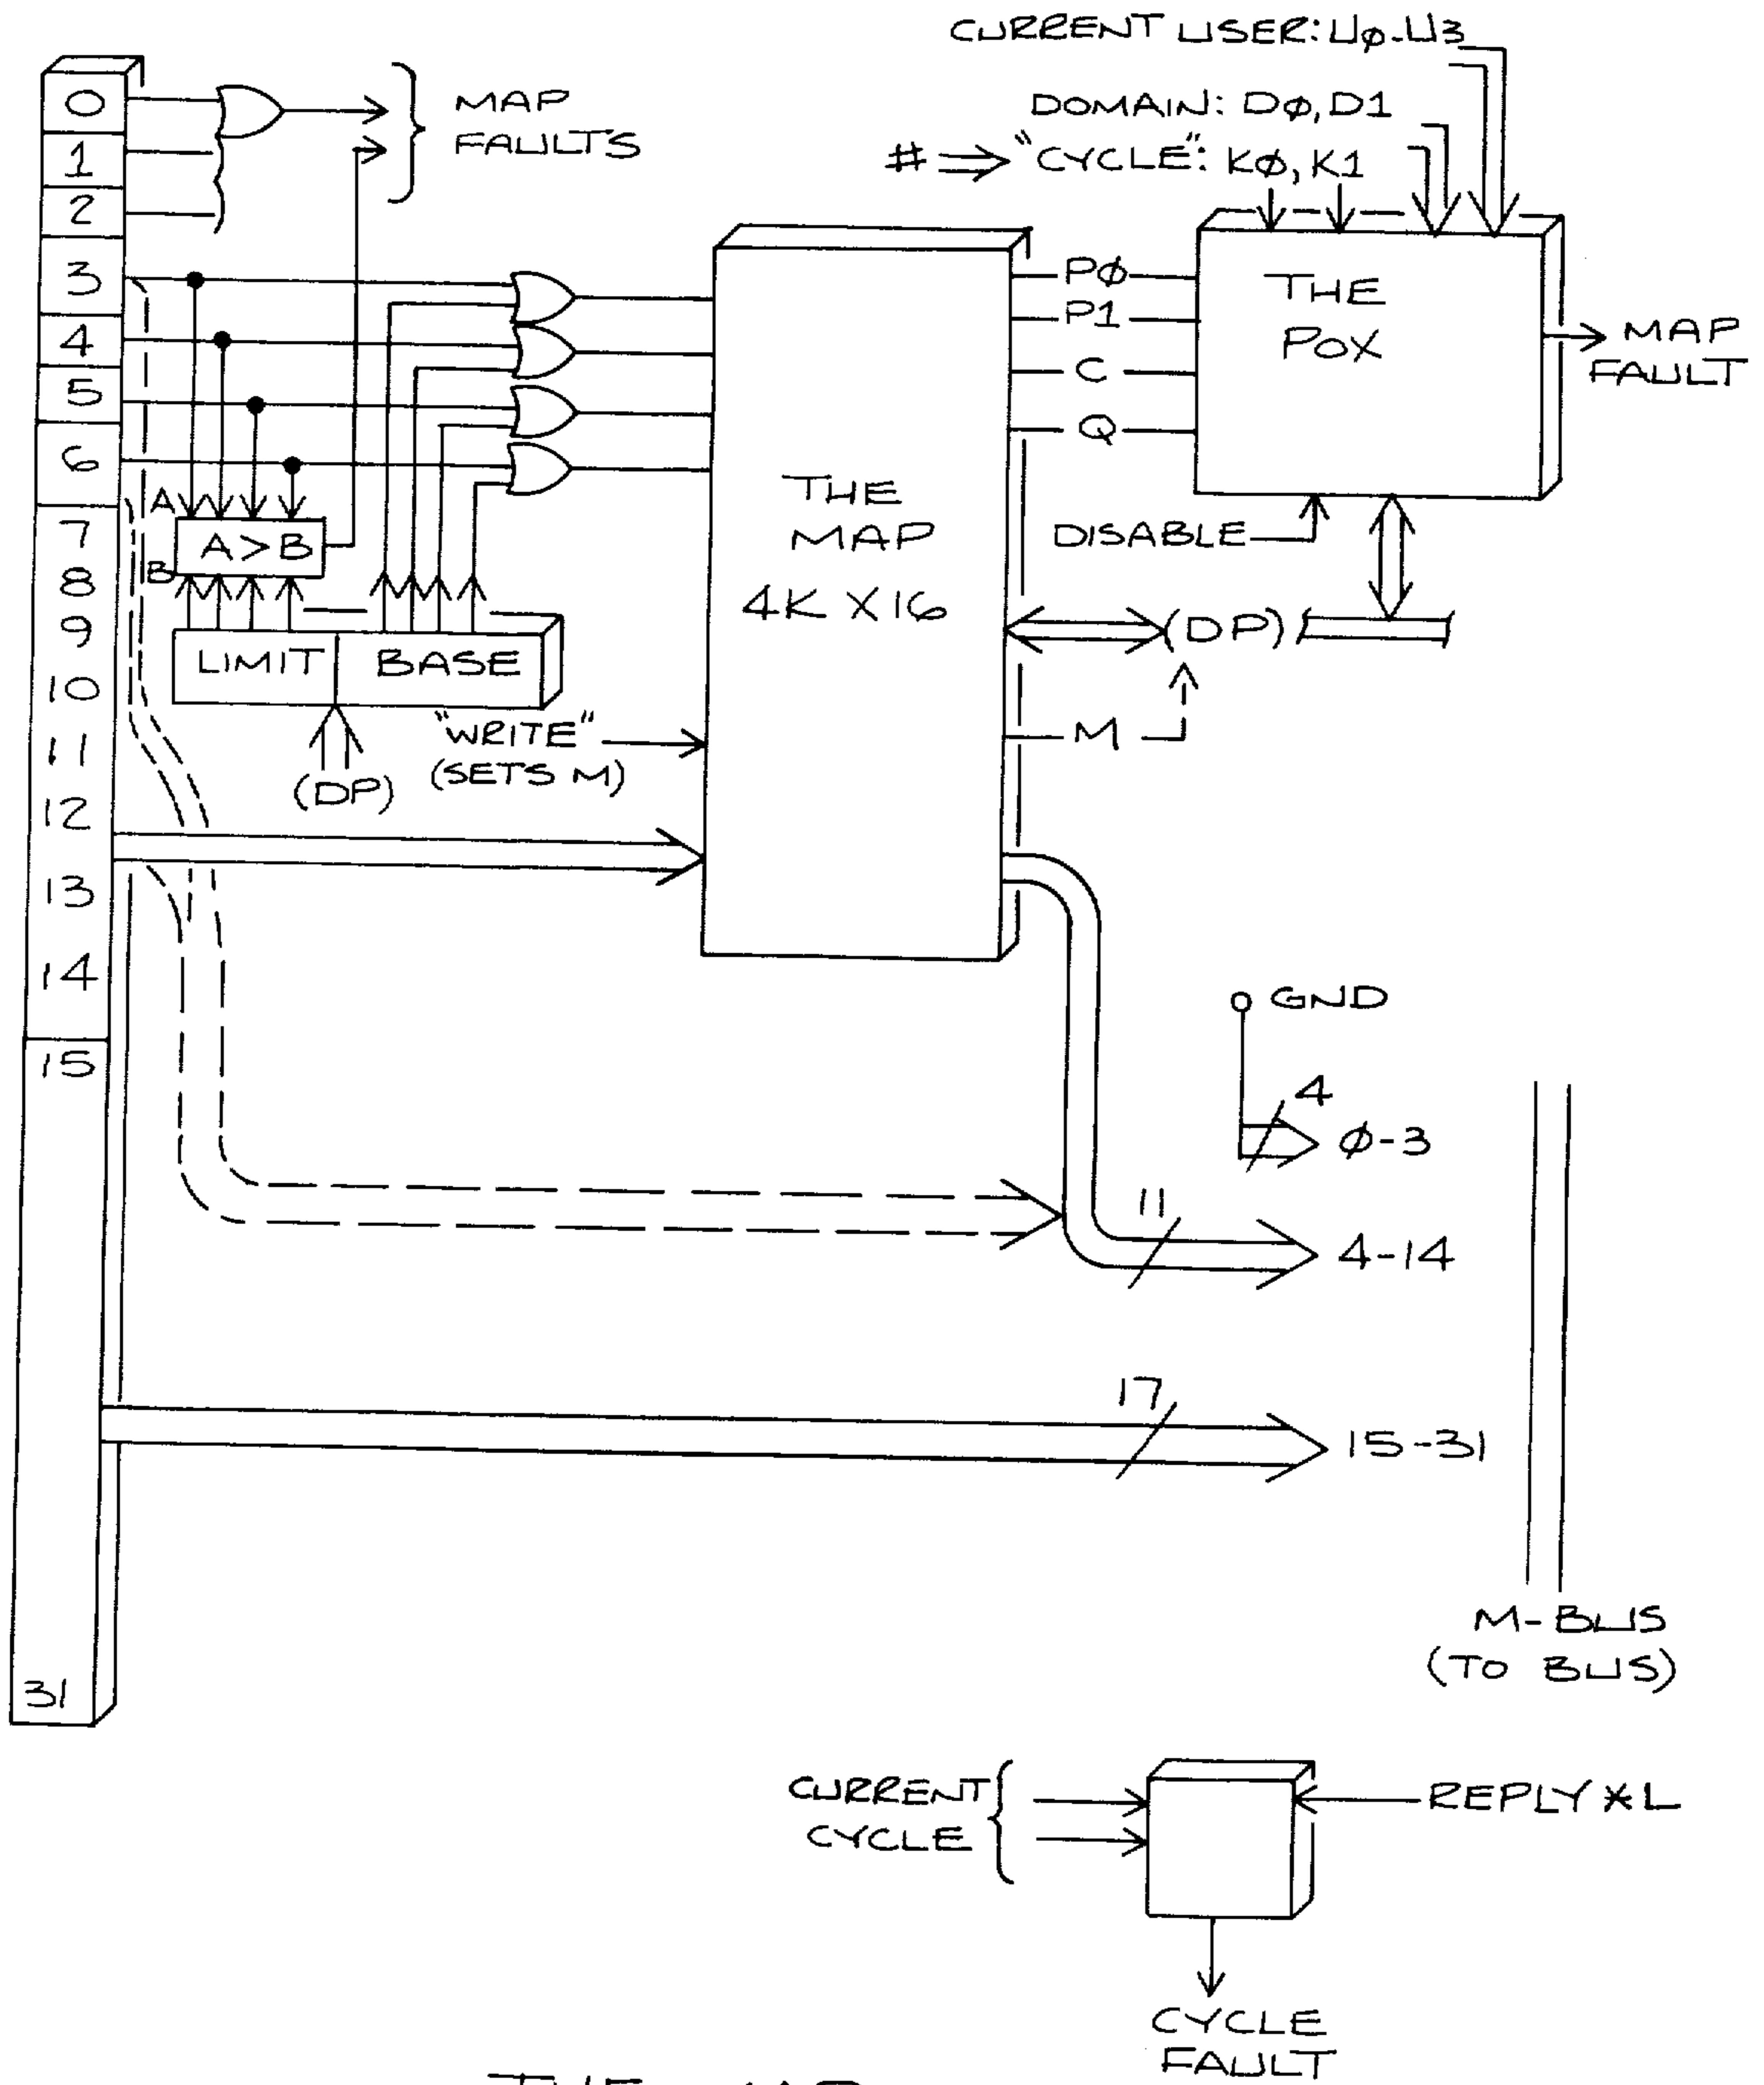 CURRENT USER: UØ-U3
DOMAIN: DØ, D1
# ⇒ "CYCLE": KØ, K1
0
1
2
MAP
FAULTS
3
4
5
6
7
8
9
10
11
12
13
14
15
31
A
A>B
B
LIMIT
BASE
(DP)
"WRITE"
(SETS M)
THE
MAP
4K X 16
PØ
P1
C
Q
THE
POX
MAP
FAULT
DISABLE
(DP)
M
GND
4
Ø-3
11
4-14
17
15-31
M-BUS
(TO BUS)
CURRENT
CYCLE
REPLY*L
CYCLE
FAULT